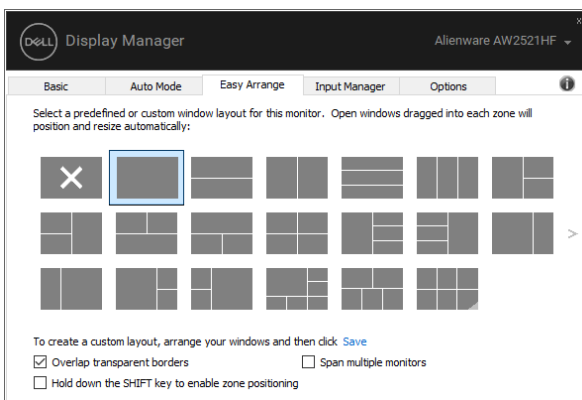 DELL Display Manager Alienware AW2521HF
Basic Auto Mode Easy Arrange Input Manager Options
Select a predefined or custom window layout for this monitor. Open windows dragged into each zone will
position and resize automatically:
To create a custom layout, arrange your windows and then click Save
Overlap transparent borders Span multiple monitors
Hold down the SHIFT key to enable zone positioning